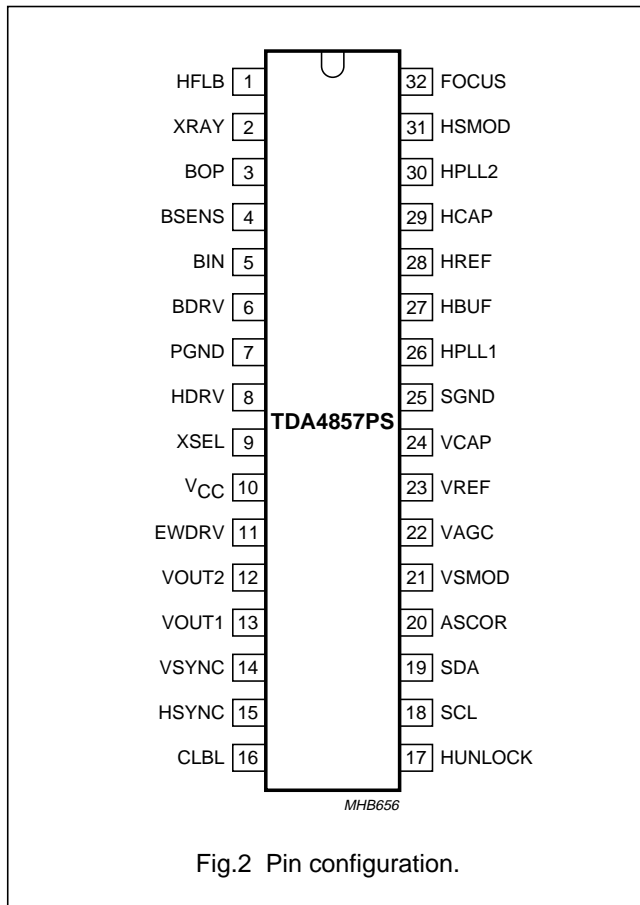 HFLB 1 32 FOCUS
XRAY 2 31 HSMOD
BOP 3 30 HPLL2
BSENS 4 29 HCAP
BIN 5 28 HREF
BDRV 6 27 HBUF
PGND 7 26 HPLL1
HDRV 8 25 SGND
TDA4857PS
XSEL 9 24 VCAP
VCC 10 23 VREF
EWDRV 11 22 VAGC
VOUT2 12 21 VSMOD
VOUT1 13 20 ASCOR
VSYNC 14 19 SDA
HSYNC 15 18 SCL
CLBL 16 17 HUNLOCK
MHB656
Fig.2 Pin configuration.